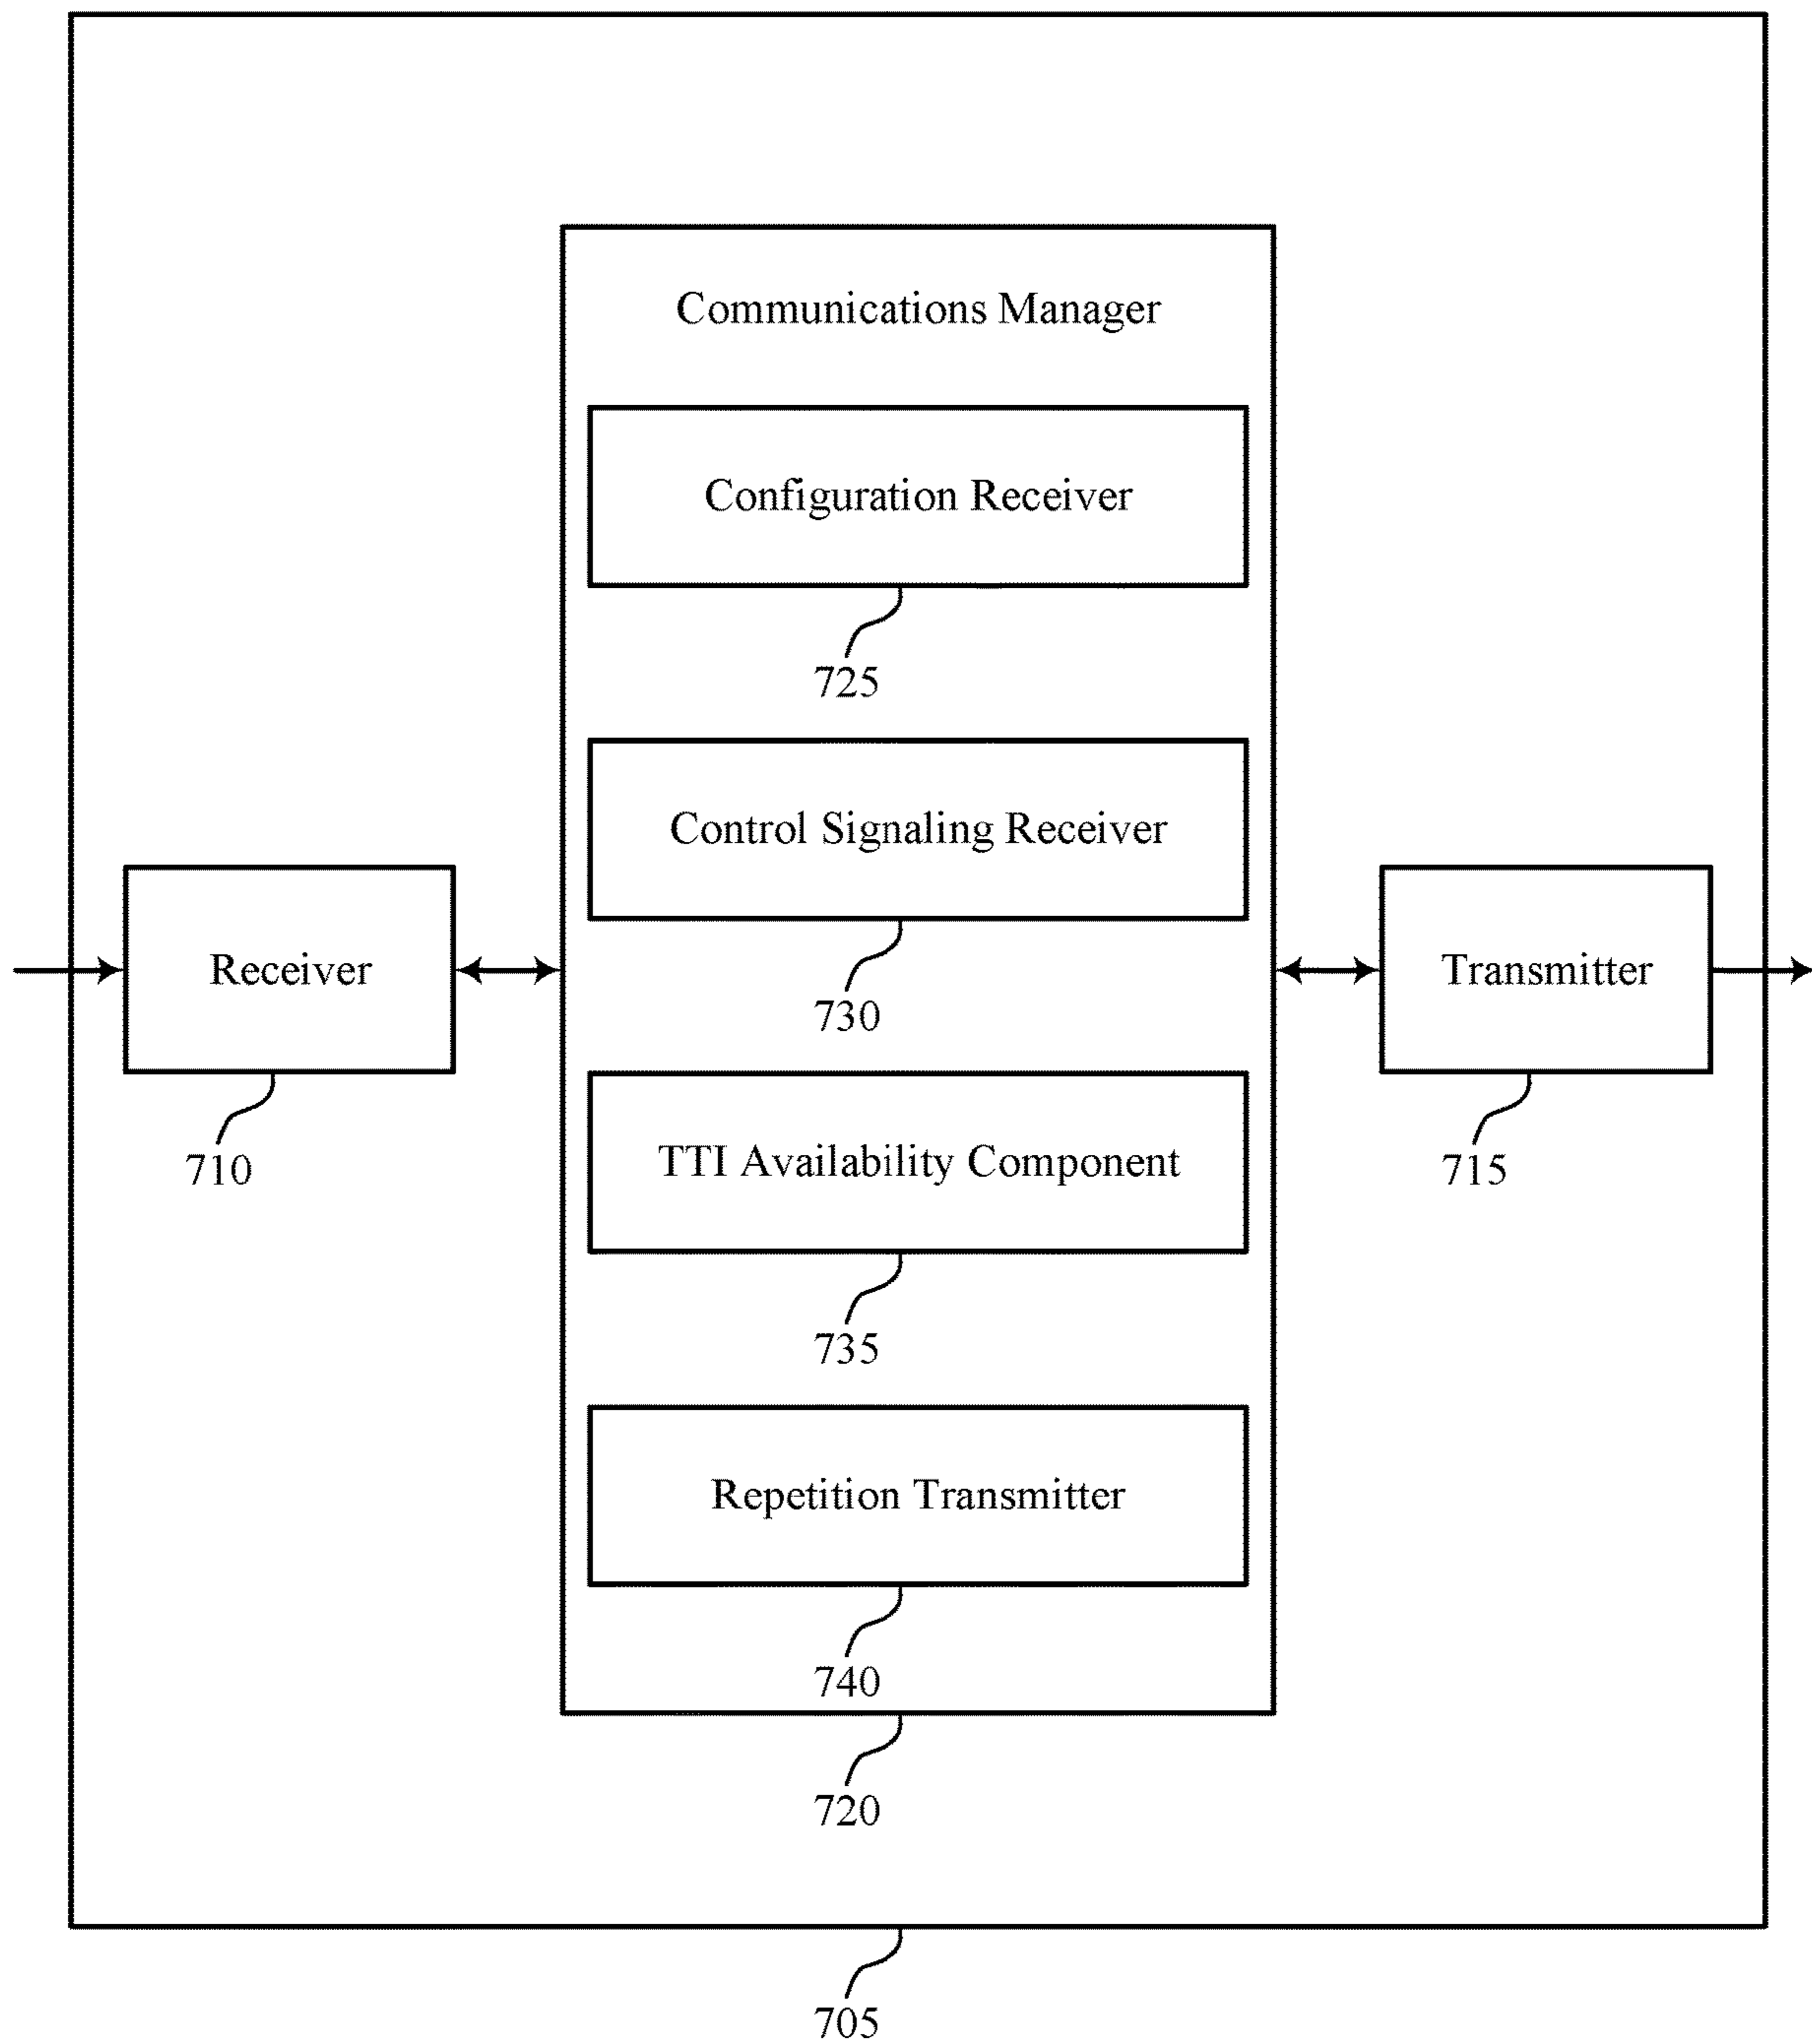 Communications Manager
Configuration Receiver
725
Control Signaling Receiver
730
Receiver
710
Transmitter
715
TTI Availability Component
735
Repetition Transmitter
740
720
705